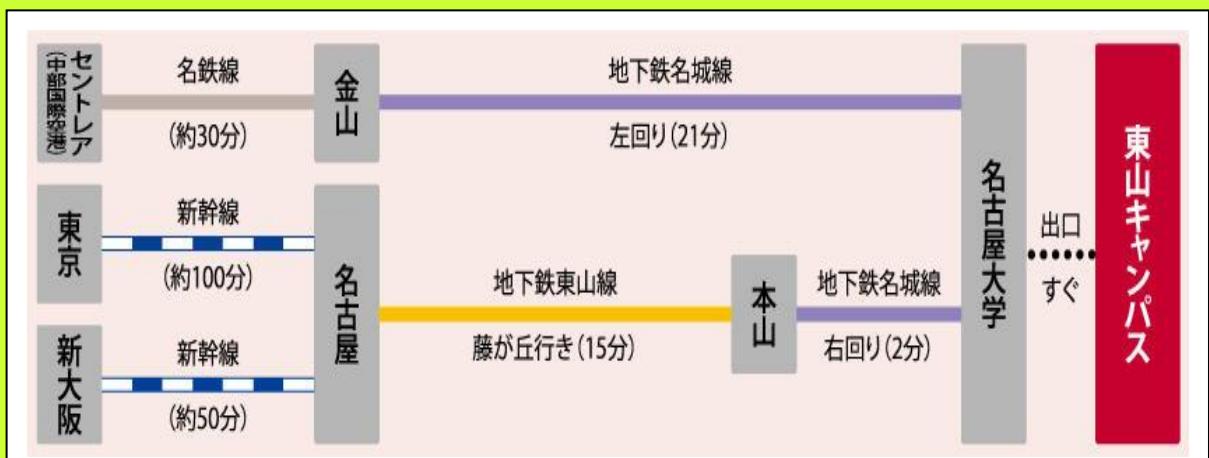 セントレア
(中部国際空港)
名鉄線
(約30分)
金山
地下鉄名城線
左回り(21分)
東京
新幹線
(約100分)
新大阪
新幹線
(約50分)
名古屋
地下鉄東山線
藤が丘行き(15分)
本山
地下鉄名城線
右回り(2分)
名古屋大学
出口
すぐ
東山キャンパス